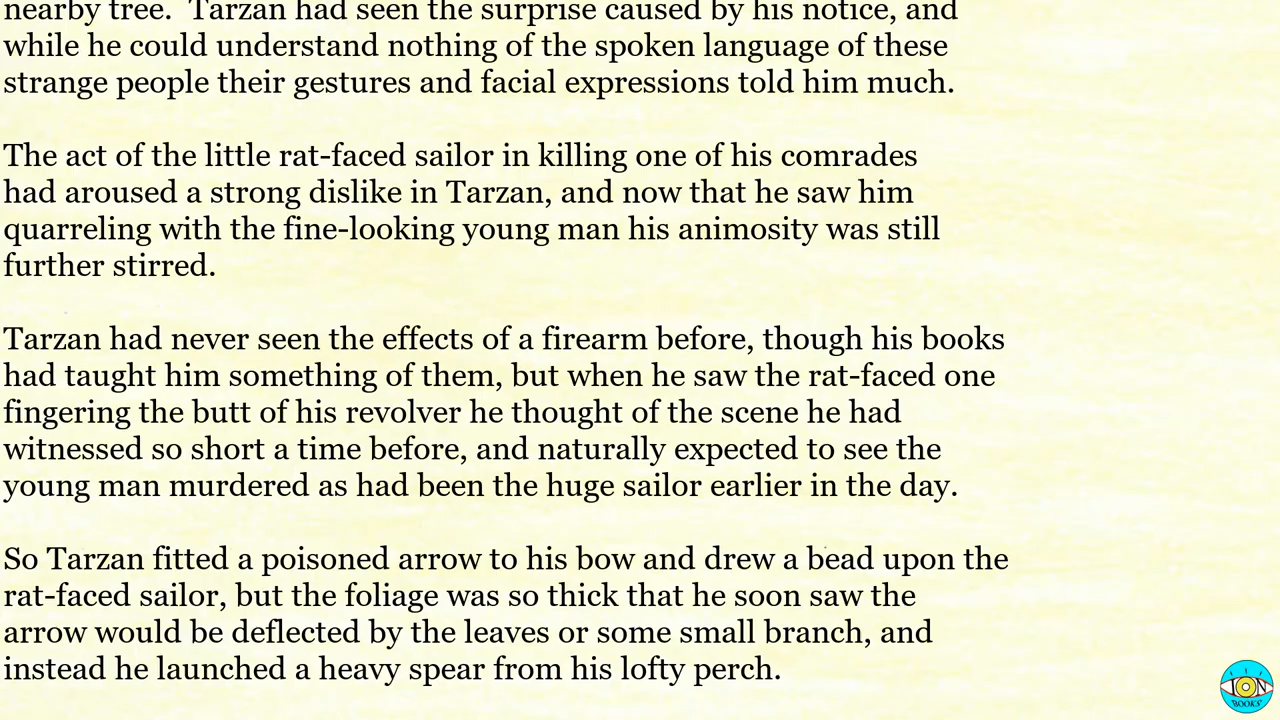 nearby tree.  Tarzan had seen the surprise caused by his notice, and
while he could understand nothing of the spoken language of these
strange people their gestures and facial expressions told him much.
The act of the little rat-faced sailor in killing one of his comrades
had aroused a strong dislike in Tarzan, and now that he saw him
quarreling with the fine-looking young man his animosity was still
further stirred.
Tarzan had never seen the effects of a firearm before, though his books
had taught him something of them, but when he saw the rat-faced one
fingering the butt of his revolver he thought of the scene he had
witnessed so short a time before, and naturally expected to see the
young man murdered as had been the huge sailor earlier in the day.
So Tarzan fitted a poisoned arrow to his bow and drew a bead upon the
rat-faced sailor, but the foliage was so thick that he soon saw the
arrow would be deflected by the leaves or some small branch, and
instead he launched a heavy spear from his lofty perch.
ION
BOOKS